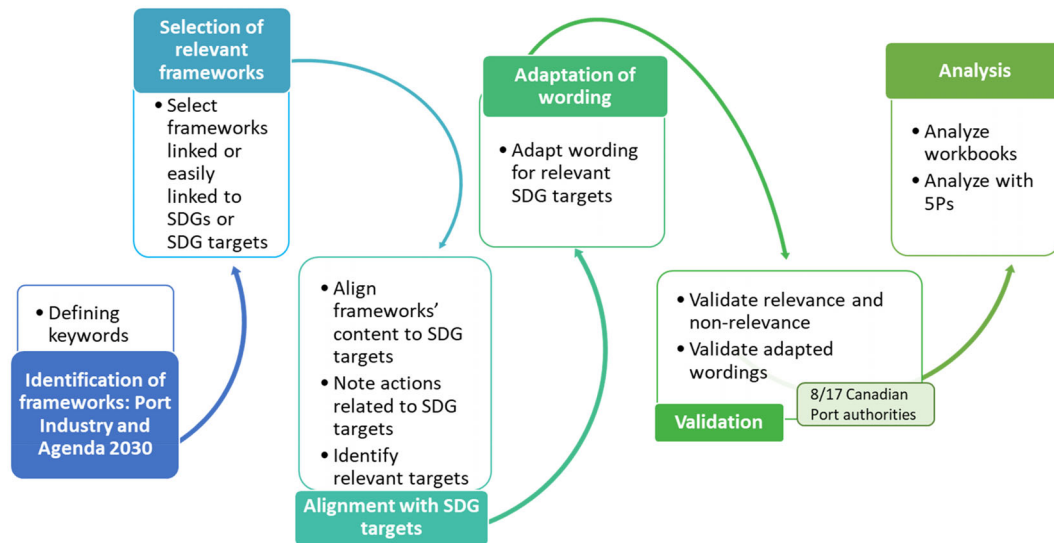 Selection of
relevant
frameworks
• Select
frameworks
linked or
easily
linked to
SDGs or
SDG targets
• Defining
keywords
Identification of
frameworks: Port
Industry and
Agenda 2030
• Align
frameworks’
content to SDG
targets
• Note actions
related to SDG
targets
• Identify
relevant targets
Alignment with SDG
targets
Adaptation of
wording
• Adapt wording
for relevant
SDG targets
• Validate relevance and
non-relevance
• Validate adapted
wordings
8/17 Canadian
Port authorities
Validation
Analysis
• Analyze
workbooks
• Analyze with
5Ps